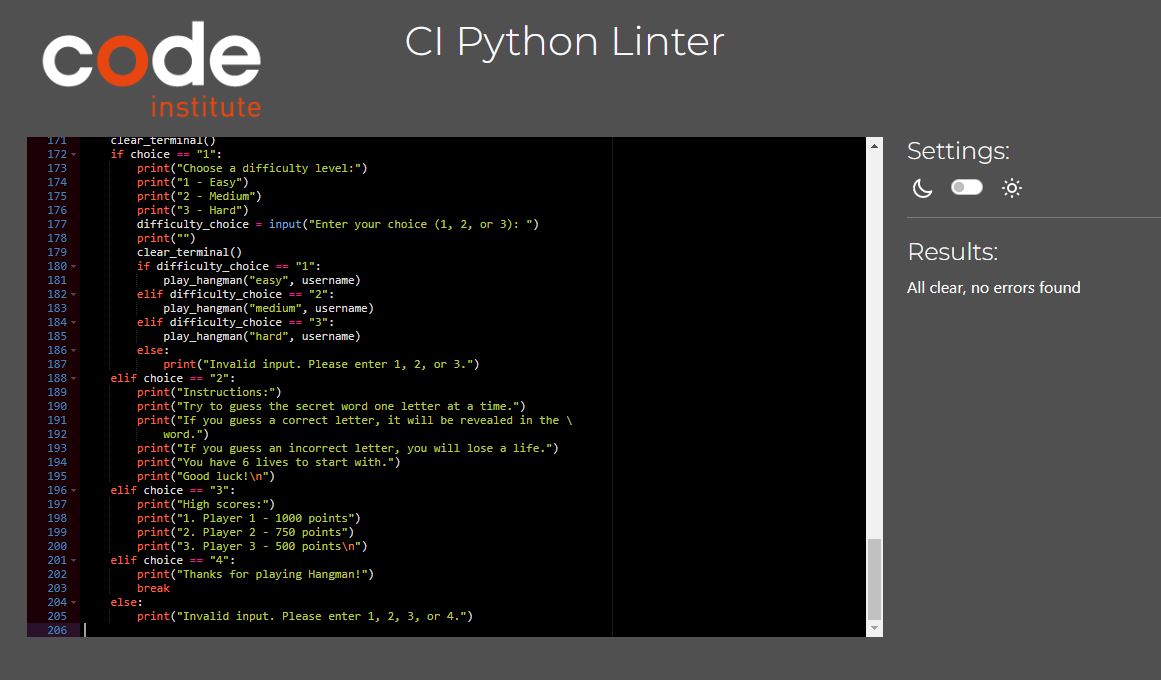 code
institute
CI Python Linter
171 clear_terminal()
172 if choice == "1":
173 print("Choose a difficulty level:")
174 print("1 - Easy")
175 print("2 - Medium")
176 print("3 - Hard")
177 difficulty_choice = input("Enter your choice (1, 2, or 3): ")
178 print("")
179 clear_terminal()
180 if difficulty_choice == "1":
181 play_hangman("easy", username)
182 elif difficulty_choice == "2":
183 play_hangman("medium", username)
184 elif difficulty_choice == "3":
185 play_hangman("hard", username)
186 else:
187 print("Invalid input. Please enter 1, 2, or 3.")
188 elif choice == "2":
189 print("Instructions:")
190 print("Try to guess the secret word one letter at a time.")
191 print("If you guess a correct letter, it will be revealed in the \
192 word.")
193 print("If you guess an incorrect letter, you will lose a life.")
194 print("You have 6 lives to start with.")
195 print("Good luck!\n")
196 elif choice == "3":
197 print("High scores:")
198 print("1. Player 1 - 1000 points")
199 print("2. Player 2 - 750 points")
200 print("3. Player 3 - 500 points\n")
201 elif choice == "4":
202 print("Thanks for playing Hangman!")
203 break
204 else:
205 print("Invalid input. Please enter 1, 2, 3, or 4.")
206
Settings:
Results:
All clear, no errors found